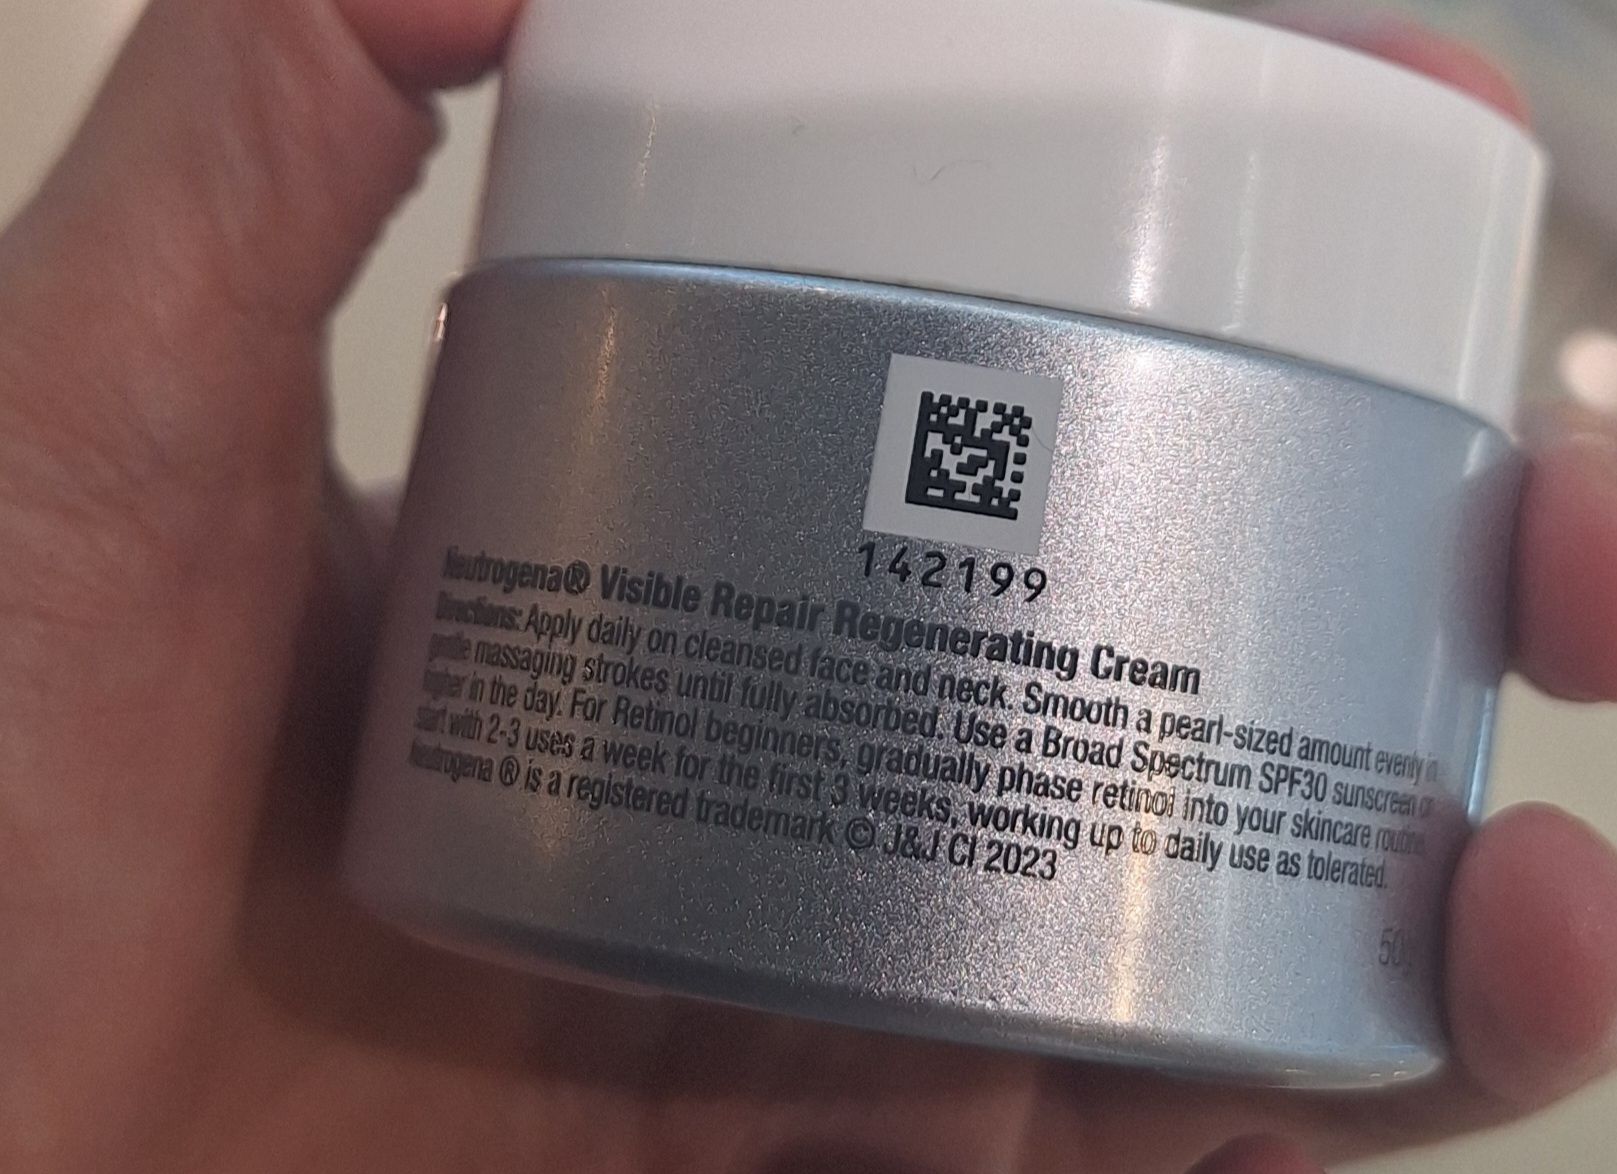 142199
Neutrogena® Visible Repair Regenerating Cream
Directions: Apply daily on cleansed face and neck. Smooth a pearl-sized amount evenly in
gentle massaging strokes until fully absorbed. Use a Broad Spectrum SPF30 sunscreen or
higher in the day. For Retinol beginners, gradually phase retinol into your skincare routine
start with 2-3 uses a week for the first 3 weeks, working up to daily use as tolerated.
Neutrogena ® is a registered trademark © J&J CI 2023